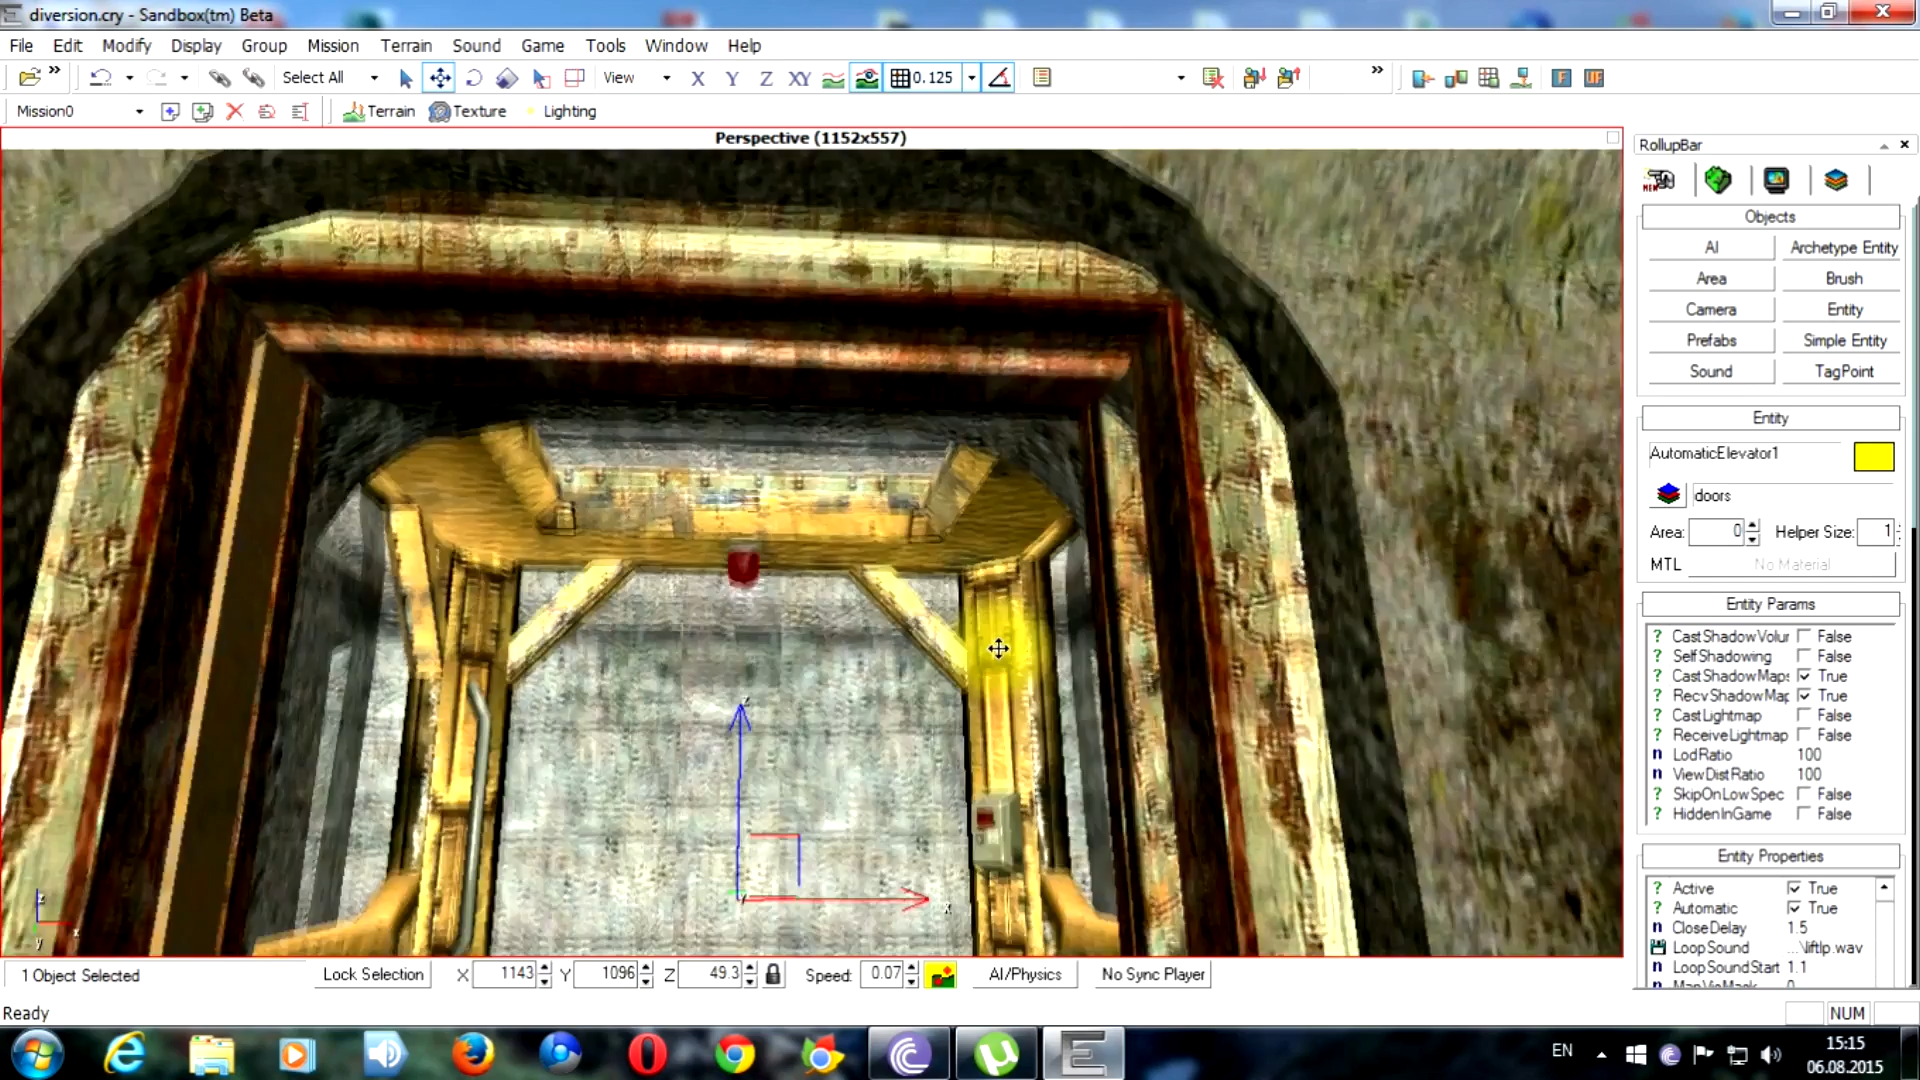 diversion.cry - Sandbox(tm) Beta
File Edit Modify Display Group Mission Terrain Sound Game Tools Window Help
Select All View X Y Z XY 0.125 F UF
Mission0 Terrain Texture Lighting
Perspective (1152x557)
RollupBar
Objects
AI Archetype Entity
Area Brush
Camera Entity
Prefabs Simple Entity
Sound TagPoint
Entity
AutomaticElevator1
doors
Area: 0 Helper Size: 1
MTL No Material
Entity Params
? CastShadowVolur False
? SelfShadowing False
? CastShadowMaps True
? RecvShadowMap True
? CastLightmap False
? ReceiveLightmap False
n LodRatio 100
n ViewDistRatio 100
? SkipOnLowSpec False
? HiddenInGame False
Entity Properties
? Active True
? Automatic True
n CloseDelay 1.5
LoopSound ...\liftlp.wav
n LoopSoundStart 1.1
z
x
z
x
y
1 Object Selected Lock Selection X 1143 Y 1096 Z 49.3 Speed: 0.07 AI/Physics No Sync Player
Ready NUM
EN 15:15
06.08.2015